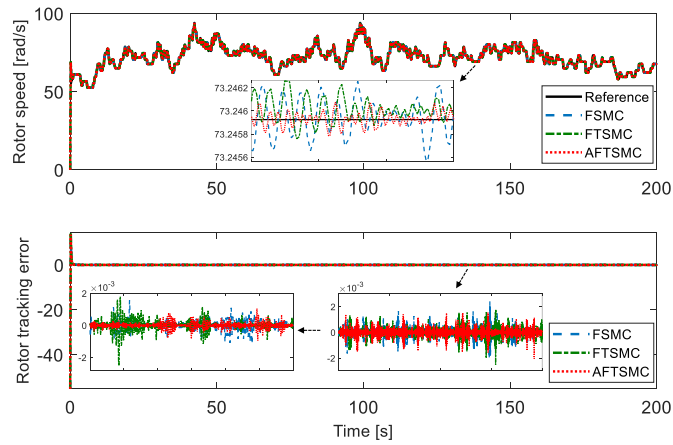 100
50
0
Rotor speed [rad/s]
73.2462
73.246
73.2458
73.2456
Reference
FSMC
FTSMC
AFTSMC
0 50 100 150 200
0
-20
-40
Rotor tracking error
×10⁻³
2
0
-2
×10⁻³
2
0
-2
FSMC
FTSMC
AFTSMC
0 50 100 150 200
Time [s]